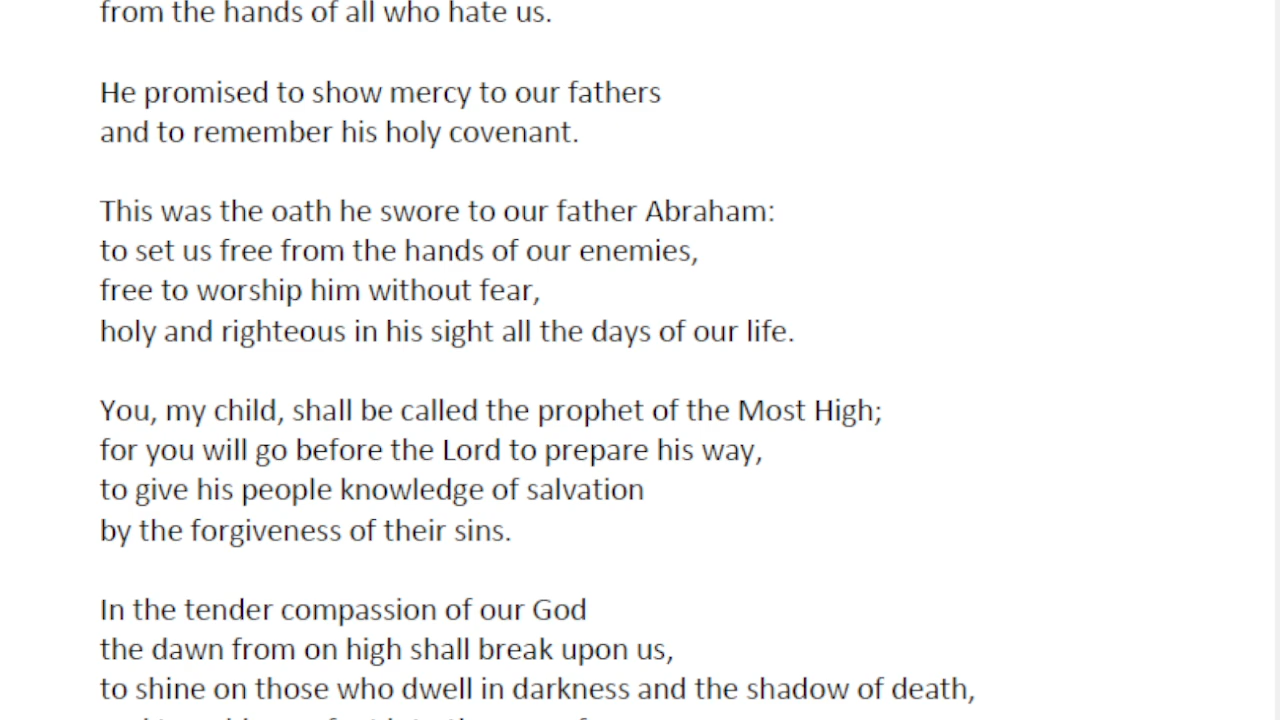 from the hands of all who hate us.
He promised to show mercy to our fathers
and to remember his holy covenant.
This was the oath he swore to our father Abraham:
to set us free from the hands of our enemies,
free to worship him without fear,
holy and righteous in his sight all the days of our life.
You, my child, shall be called the prophet of the Most High;
for you will go before the Lord to prepare his way,
to give his people knowledge of salvation
by the forgiveness of their sins.
In the tender compassion of our God
the dawn from on high shall break upon us,
to shine on those who dwell in darkness and the shadow of death,